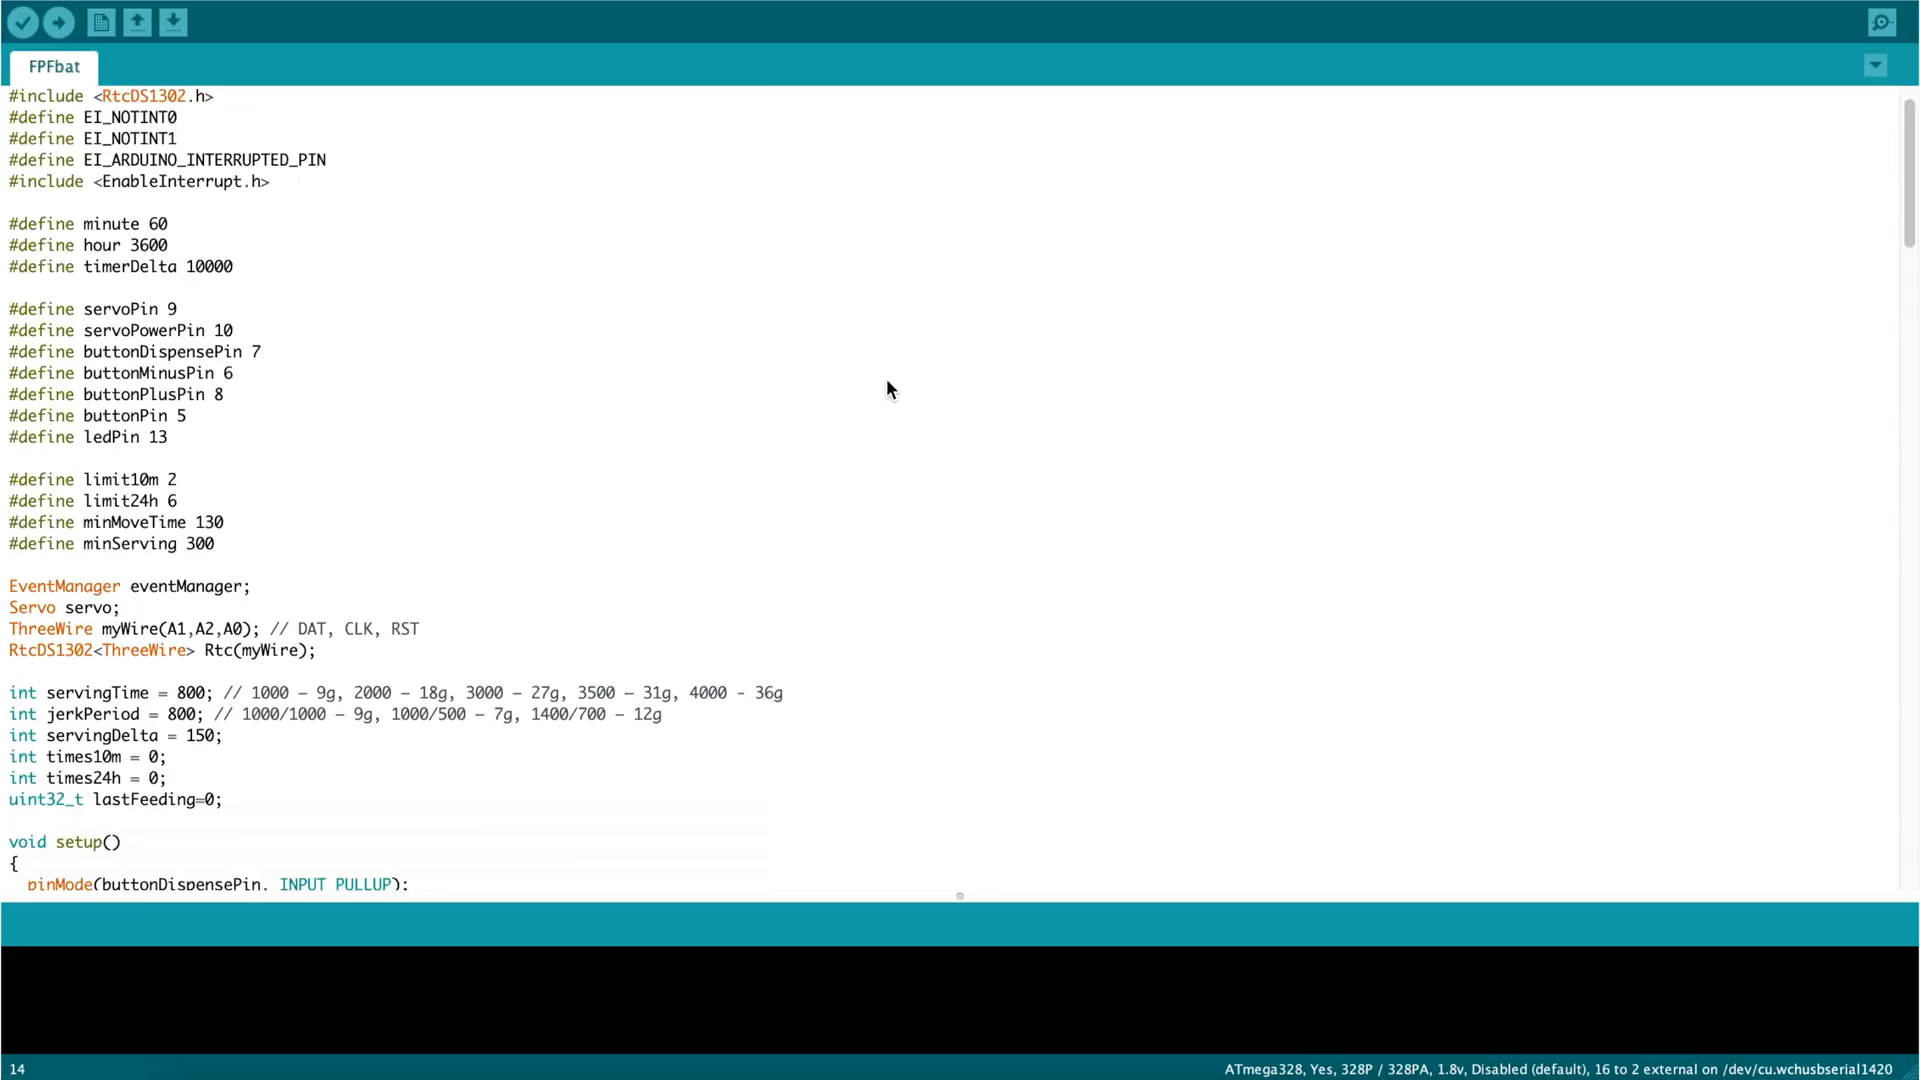 FPFbat
#include <RtcDS1302.h>
#define EI_NOTINT0
#define EI_NOTINT1
#define EI_ARDUINO_INTERRUPTED_PIN
#include <EnableInterrupt.h>
#define minute 60
#define hour 3600
#define timerDelta 10000
#define servoPin 9
#define servoPowerPin 10
#define buttonDispensePin 7
#define buttonMinusPin 6
#define buttonPlusPin 8
#define buttonPin 5
#define ledPin 13
#define limit10m 2
#define limit24h 6
#define minMoveTime 130
#define minServing 300
EventManager eventManager;
Servo servo;
ThreeWire myWire(A1,A2,A0); // DAT, CLK, RST
RtcDS1302<ThreeWire> Rtc(myWire);
int servingTime = 800; // 1000 – 9g, 2000 – 18g, 3000 – 27g, 3500 – 31g, 4000 - 36g
int jerkPeriod = 800; // 1000/1000 – 9g, 1000/500 – 7g, 1400/700 – 12g
int servingDelta = 150;
int times10m = 0;
int times24h = 0;
uint32_t lastFeeding=0;
void setup()
{
pinMode(buttonDispensePin, INPUT_PULLUP);
14
ATmega328, Yes, 328P / 328PA, 1.8v, Disabled (default), 16 to 2 external on /dev/cu.wchusbserial1420